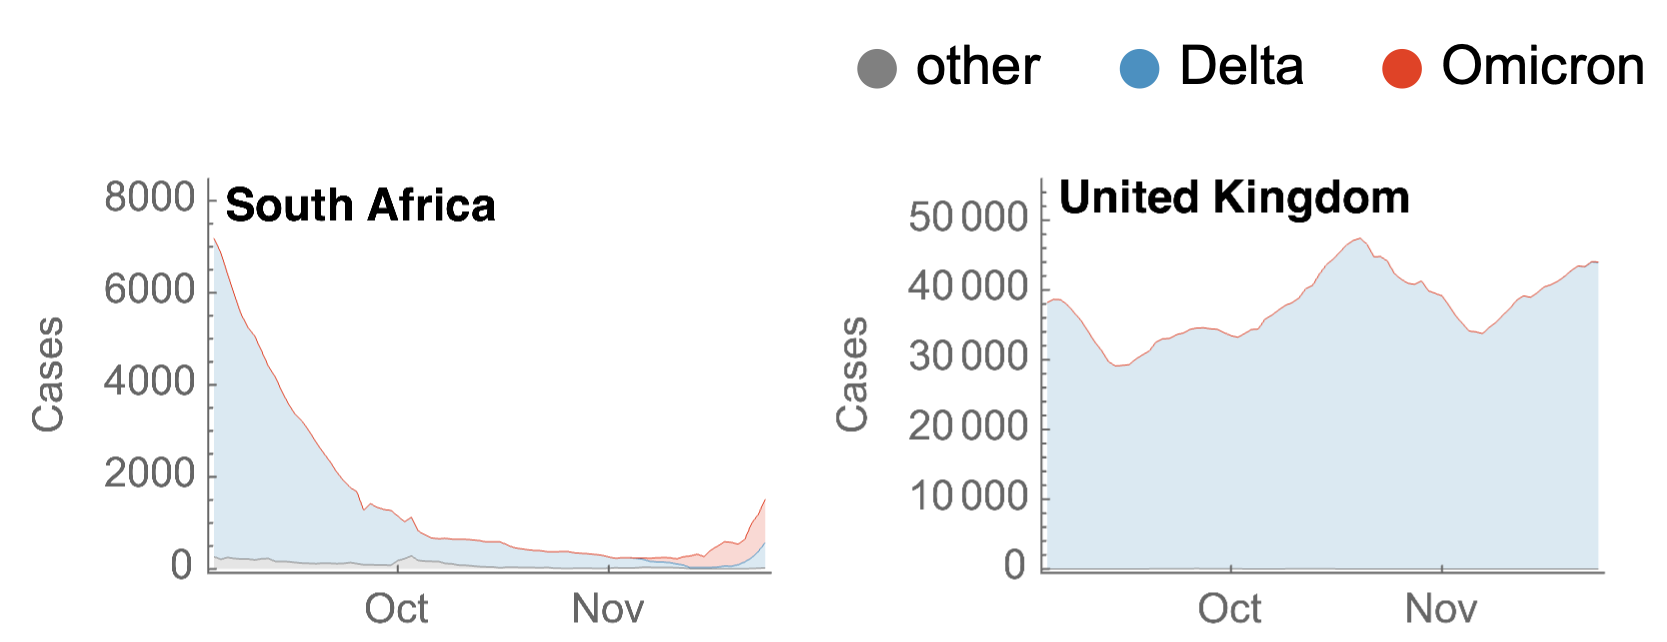 other Delta Omicron
South Africa
8000
6000
4000
2000
0
Cases
Oct Nov
United Kingdom
50 000
40 000
30 000
20 000
10 000
0
Cases
Oct Nov